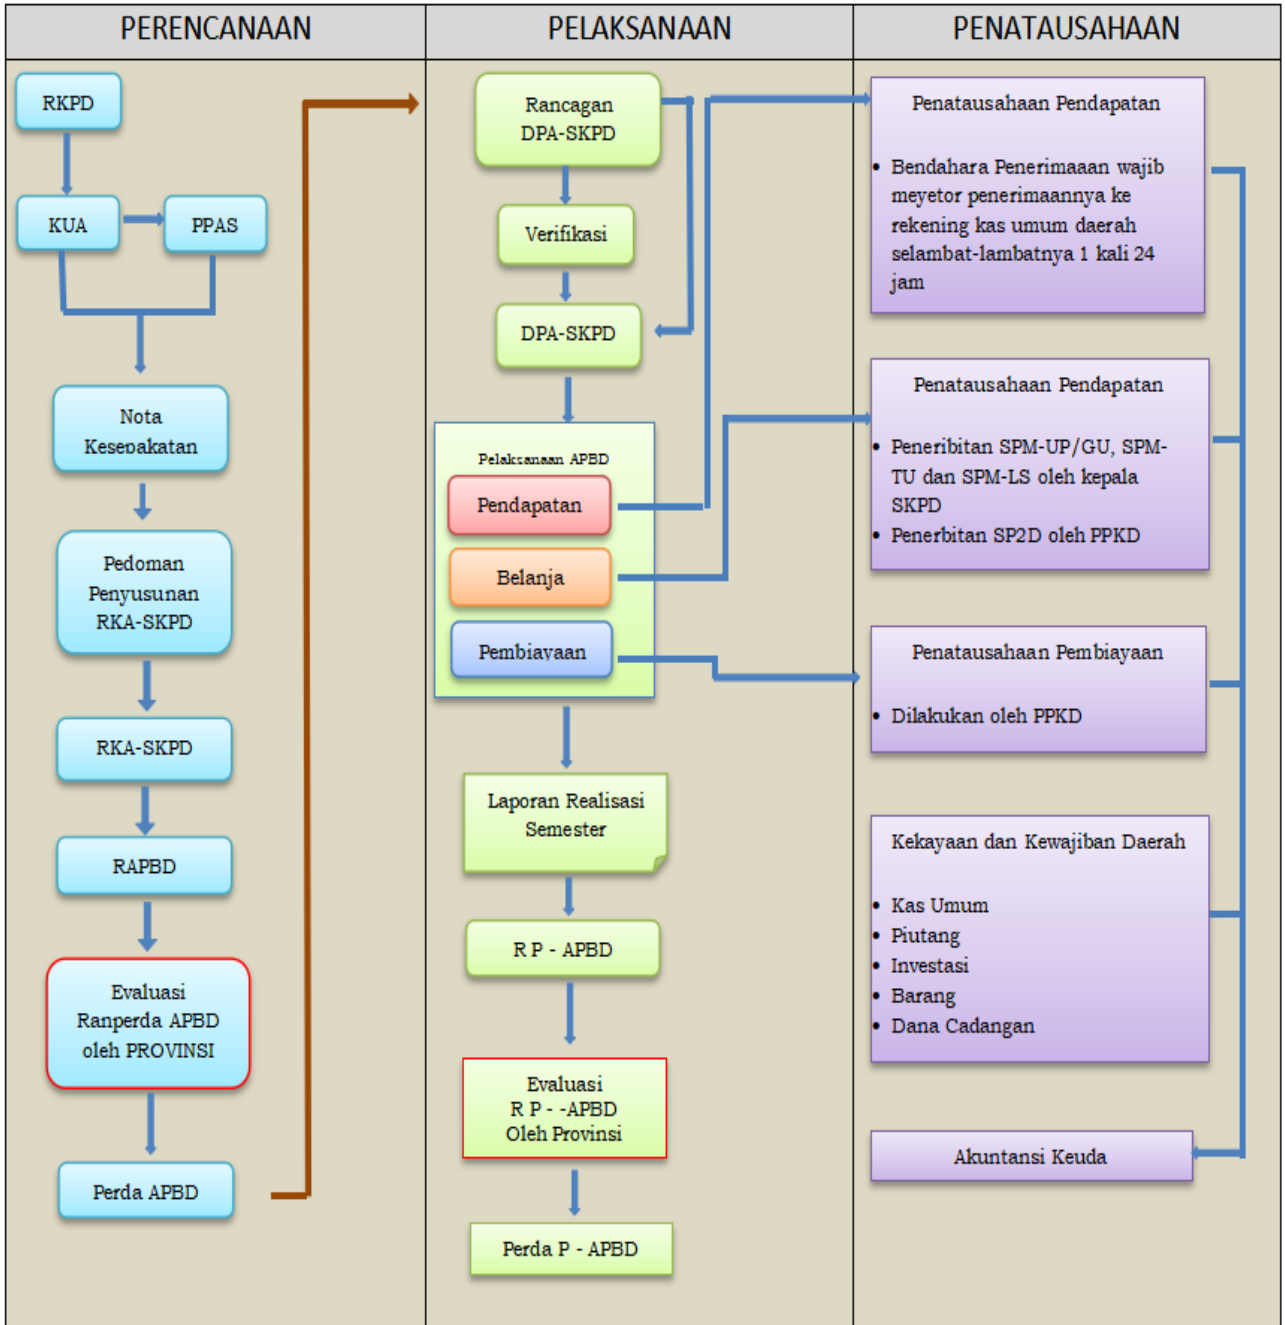 PERENCANAAN
RKPD
KUA
PPAS
Nota
Kesepakatan
Pedoman
Penyusunan
RKA-SKPD
RKA-SKPD
RAPBD
Evaluasi
Ranperda APBD
oleh PROVINSI
Perda APBD
PELAKSANAAN
Rancagan
DPA-SKPD
Verifikasi
DPA-SKPD
Pelaksanaan APBD
Pendapatan
Belanja
Pembiayaan
Laporan Realisasi
Semester
R P - APBD
Evaluasi
R P - -APBD
Oleh Provinsi
Perda P - APBD
PENATAUSAHAAN
Penatausahaan Pendapatan
• Bendahara Penerimaaan wajib
meyetor penerimaannya ke
rekening kas umum daerah
selambat-lambatnya 1 kali 24
jam
Penatausahaan Pendapatan
• Peneribitan SPM-UP/GU, SPM-
TU dan SPM-LS oleh kepala
SKPD
• Penerbitan SP2D oleh PPKD
Penatausahaan Pembiayaan
• Dilakukan oleh PPKD
Kekayaan dan Kewajiban Daerah
• Kas Umum
• Piutang
• Investasi
• Barang
• Dana Cadangan
Akuntansi Keuda